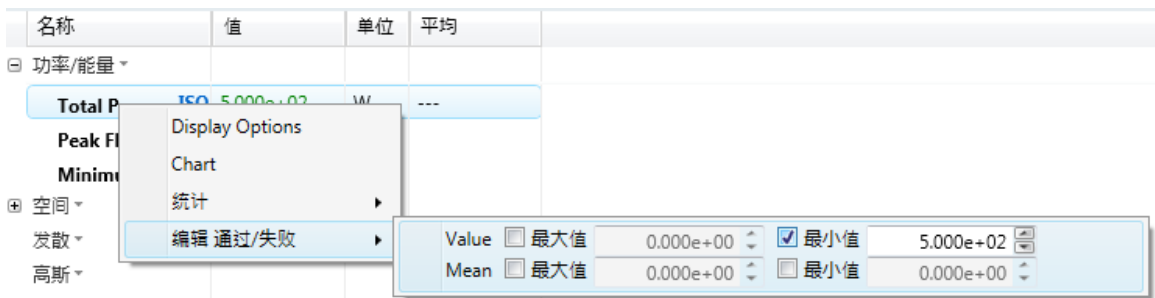 名称 值 单位 平均
功率/能量
Total P ISO 5.000e+02 W ---
Display Options
Peak Fl
Chart
Minim
空间 统计
发散 编辑 通过/失败 Value 最大值 0.000e+00 最小值 5.000e+02
高斯 Mean 最大值 0.000e+00 最小值 0.000e+00